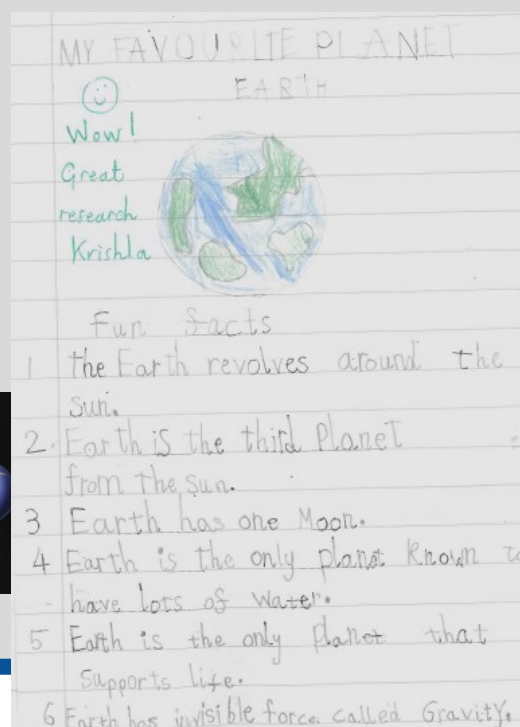 MY FAVOURITE PLANET
EARTH
Wow!
Great
research
Krishla
Fun facts
1 the Earth revolves around the
Sun.
2. Earth is the third Planet
from the Sun.
3 Earth has one Moon.
4 Earth is the only planet known to
have lots of water.
5 Earth is the only planet that
supports life.
6 Earth has invisible force called Gravity.